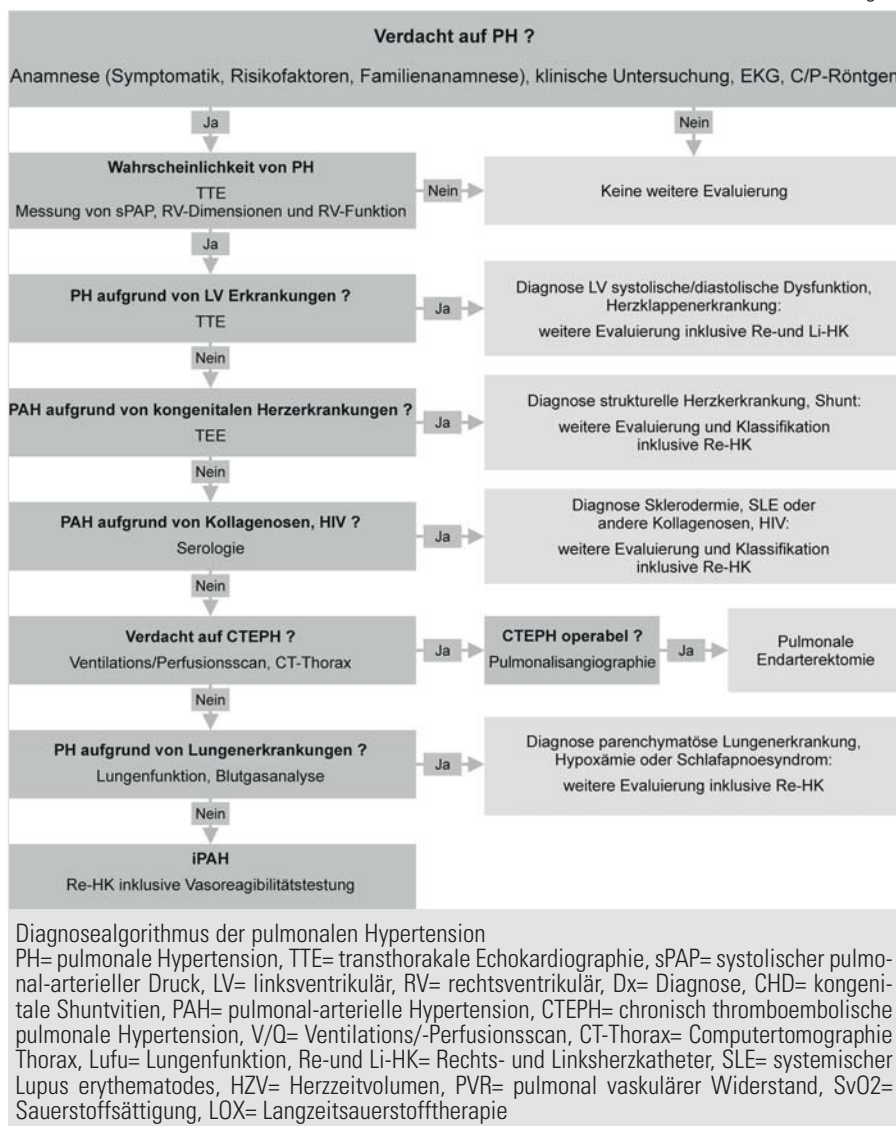 Verdacht auf PH ?
Anamnese (Symptomatik, Risikofaktoren, Familienanamnese), klinische Untersuchung, EKG, C/P-Röntgen
Ja
Nein
Wahrscheinlichkeit von PH
TTE
Messung von sPAP, RV-Dimensionen und RV-Funktion
Nein
Keine weitere Evaluierung
Ja
PH aufgrund von LV Erkrankungen ?
TTE
Ja
Diagnose LV systolische/diastolische Dysfunktion,
Herzklappenerkrankung:
weitere Evaluierung inklusive Re-und Li-HK
Nein
PAH aufgrund von kongenitalen Herzerkrankungen ?
TEE
Ja
Diagnose strukturelle Herzkerkrankung, Shunt:
weitere Evaluierung und Klassifikation
inklusive Re-HK
Nein
PAH aufgrund von Kollagenosen, HIV ?
Serologie
Ja
Diagnose Sklerodermie, SLE oder
andere Kollagenosen, HIV:
weitere Evaluierung und Klassifikation
inklusive Re-HK
Nein
Verdacht auf CTEPH ?
Ventilations/Perfusionsscan, CT-Thorax
Ja
CTEPH operabel ?
Pulmonalisangiographie
Ja
Pulmonale
Endarterektomie
Nein
PH aufgrund von Lungenerkrankungen ?
Lungenfunktion, Blutgasanalyse
Ja
Diagnose parenchymatöse Lungenerkrankung,
Hypoxämie oder Schlafapnoesyndrom:
weitere Evaluierung inklusive Re-HK
Nein
iPAH
Re-HK inklusive Vasoreagibilitätstestung
Diagnosealgorithmus der pulmonalen Hypertension
PH= pulmonale Hypertension, TTE= transthorakale Echokardiographie, sPAP= systolischer pulmo-
nal-arterieller Druck, LV= linksventrikulär, RV= rechtsventrikulär, Dx= Diagnose, CHD= kongeni-
tale Shuntvitien, PAH= pulmonal-arterielle Hypertension, CTEPH= chronisch thromboembolische
pulmonale Hypertension, V/Q= Ventilations/-Perfusionsscan, CT-Thorax= Computertomographie
Thorax, Lufu= Lungenfunktion, Re-und Li-HK= Rechts- und Linksherzkatheter, SLE= systemischer
Lupus erythematodes, HZV= Herzzeitvolumen, PVR= pulmonal vaskulärer Widerstand, SvO2=
Sauerstoffsättigung, LOX= Langzeitsauerstofftherapie